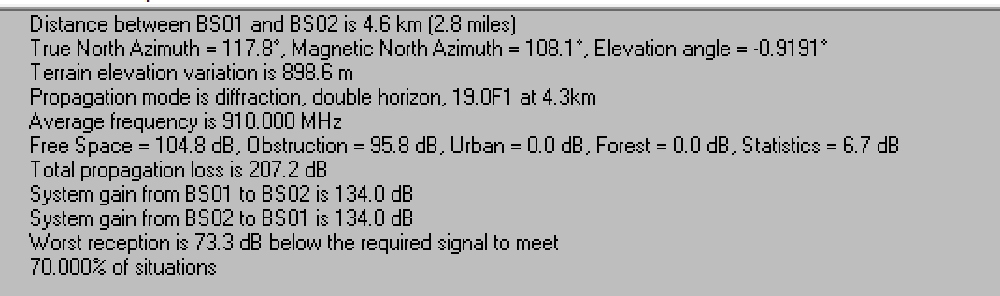 Distance between BS01 and BS02 is 4.6 km (2.8 miles)
True North Azimuth = 117.8°, Magnetic North Azimuth = 108.1°, Elevation angle = -0.9191°
Terrain elevation variation is 898.6 m
Propagation mode is diffraction, double horizon, 19.0F1 at 4.3km
Average frequency is 910.000 MHz
Free Space = 104.8 dB, Obstruction = 95.8 dB, Urban = 0.0 dB, Forest = 0.0 dB, Statistics = 6.7 dB
Total propagation loss is 207.2 dB
System gain from BS01 to BS02 is 134.0 dB
System gain from BS02 to BS01 is 134.0 dB
Worst reception is 73.3 dB below the required signal to meet
70.000% of situations